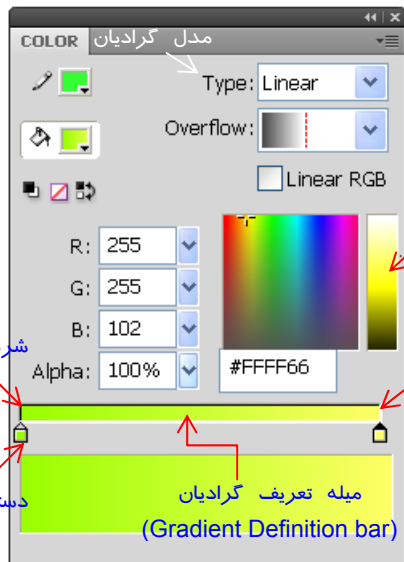 COLOR مدل گرادیان
Type: Linear
Overflow:
Linear RGB
R: 255
G: 255
B: 102
Alpha: 100%
#FFFF66
میله تعریف گرادیان
(Gradient Definition bar)